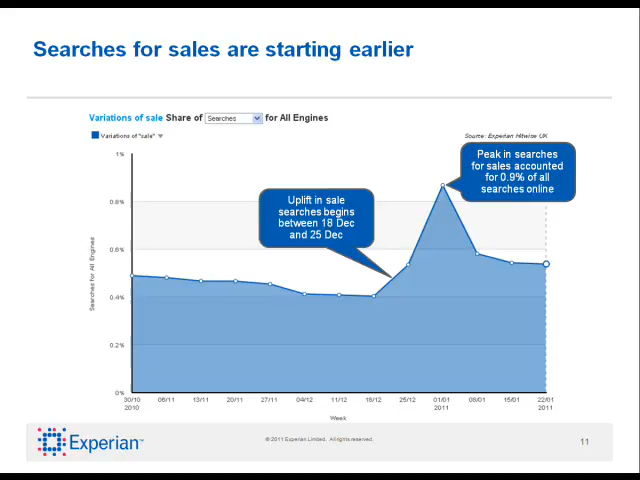 Searches for sales are starting earlier
Variations of sale Share of Searches for All Engines
Variations of "sale"
Source: Experian Hitwise UK
Peak in searches
for sales accounted
for 0.9% of all
searches online
Uplift in sale
searches begins
between 18 Dec
and 25 Dec
Searches for All Engines
1%
0.8%
0.6%
0.4%
0.2%
0%
30/10 06/11 13/11 20/11 27/11 04/12 11/12 18/12 25/12 01/01 08/01 15/01 22/01
2010 2011 2011
Week
Experian™
© 2011 Experian Limited. All rights reserved.
11